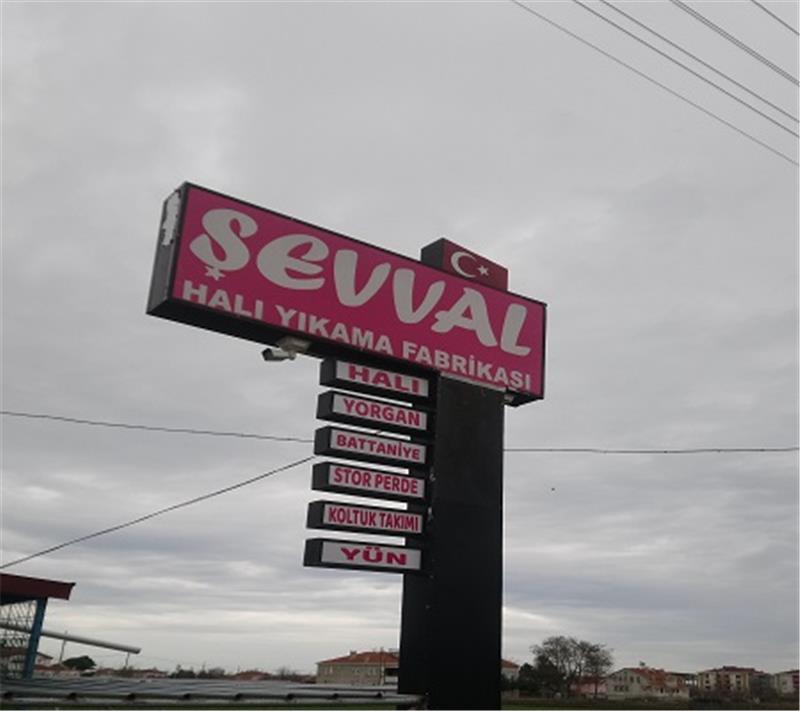 ŞEVVAL
HALI YIKAMA FABRİKASI
HALI
YORGAN
BATTANİYE
STOR PERDE
KOLTUK TAKIMI
YÜN